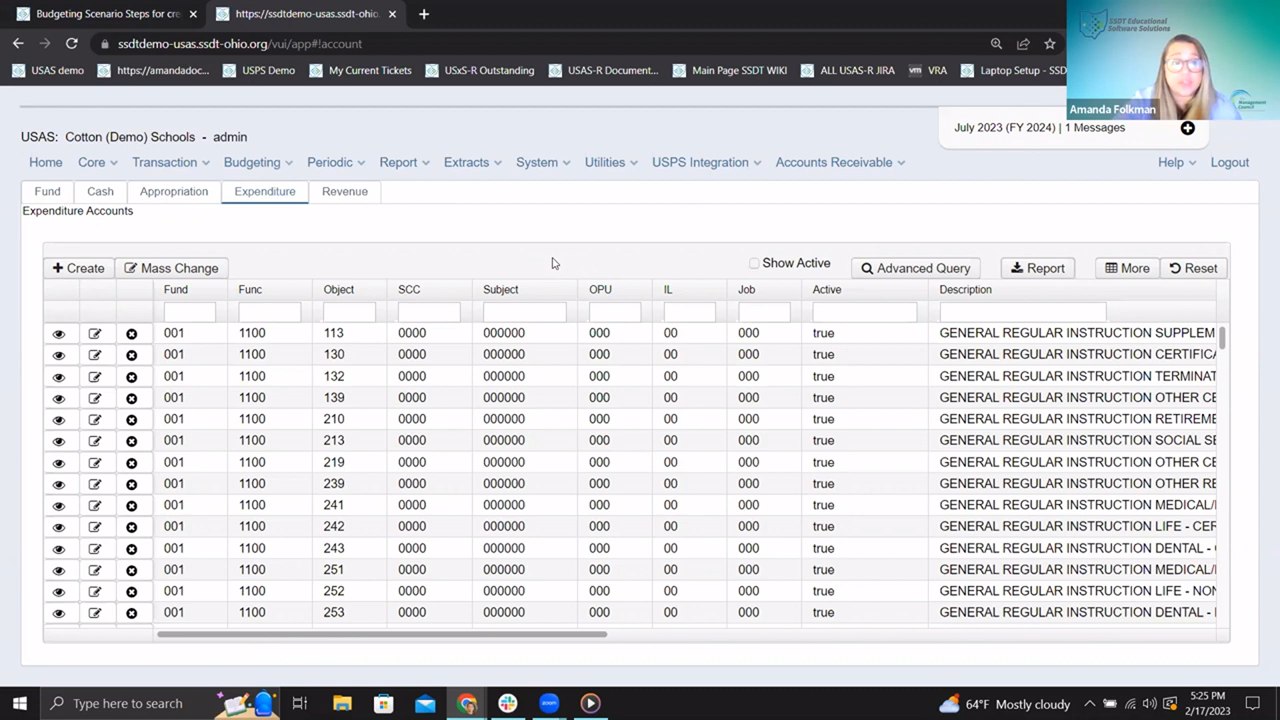 Budgeting Scenario Steps for cre
https://ssdtdemo-usas.ssdt-ohio.
ssdtdemo-usas.ssdt-ohio.org/vui/app#!account
USAS demo https://amandadoc... USPS Demo My Current Tickets USxS-R Outstanding USAS-R Document... Main Page SSDT WIKI ALL USAS-R JIRA vm VRA Laptop Setup - SSD
SSDT Educational
Software Solutions
Management
Council
Amanda Folkman
USAS: Cotton (Demo) Schools - admin
July 2023 (FY 2024) | 1 Messages
Home Core Transaction Budgeting Periodic Report Extracts System Utilities USPS Integration Accounts Receivable Help Logout
Fund Cash Appropriation Expenditure Revenue
Expenditure Accounts
Create Mass Change Show Active Advanced Query Report More Reset
Fund Func Object SCC Subject OPU IL Job Active Description
001 1100 113 0000 000000 000 00 000 true GENERAL REGULAR INSTRUCTION SUPPLEM
001 1100 130 0000 000000 000 00 000 true GENERAL REGULAR INSTRUCTION CERTIFICA
001 1100 132 0000 000000 000 00 000 true GENERAL REGULAR INSTRUCTION TERMINAT
001 1100 139 0000 000000 000 00 000 true GENERAL REGULAR INSTRUCTION OTHER CE
001 1100 210 0000 000000 000 00 000 true GENERAL REGULAR INSTRUCTION RETIREME
001 1100 213 0000 000000 000 00 000 true GENERAL REGULAR INSTRUCTION SOCIAL SE
001 1100 219 0000 000000 000 00 000 true GENERAL REGULAR INSTRUCTION OTHER CE
001 1100 239 0000 000000 000 00 000 true GENERAL REGULAR INSTRUCTION OTHER RE
001 1100 241 0000 000000 000 00 000 true GENERAL REGULAR INSTRUCTION MEDICAL/
001 1100 242 0000 000000 000 00 000 true GENERAL REGULAR INSTRUCTION LIFE - CER
001 1100 243 0000 000000 000 00 000 true GENERAL REGULAR INSTRUCTION DENTAL -
001 1100 251 0000 000000 000 00 000 true GENERAL REGULAR INSTRUCTION MEDICAL/
001 1100 252 0000 000000 000 00 000 true GENERAL REGULAR INSTRUCTION LIFE - NON
001 1100 253 0000 000000 000 00 000 true GENERAL REGULAR INSTRUCTION DENTAL -
Type here to search
zoom
64°F Mostly cloudy
5:25 PM
2/17/2023